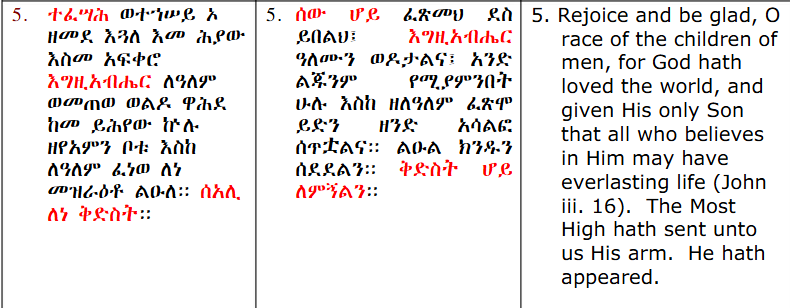 5. ተፈሣሕ ወተኀሠይ ኦ
ዘመደ እጓለ እመ ሕያው
እስመ አፍቀሮ
እግዚአብሔር ለዓለም
ወመጠወ ወልዶ ዋሕደ
ከመ ይሕየው ኵሉ
ዘየአምን ቦቱ እስከ
ለዓለም ፈነወ ለነ
መዝራዕቶ ልዑል። ሰአሊ
ለነ ቅድስት።
5. ሰው ሆይ ፈጽመህ ደስ
ይበልህ፤ እግዚአብሔር
ዓለሙን ወዶታልና፤ አንድ
ልጁንም የሚያምንበት
ሁሉ እስከ ዘለዓለም ፈጽሞ
ይድን ዘንድ አሳልፎ
ሰጥቷልና። ልዑል ክንዱን
ሰደደልን። ቅድስት ሆይ
ለምኝልን።
5. Rejoice and be glad, O
race of the children of
men, for God hath
loved the world, and
given His only Son
that all who believes
in Him may have
everlasting life (John
iii. 16). The Most
High hath sent unto
us His arm. He hath
appeared.